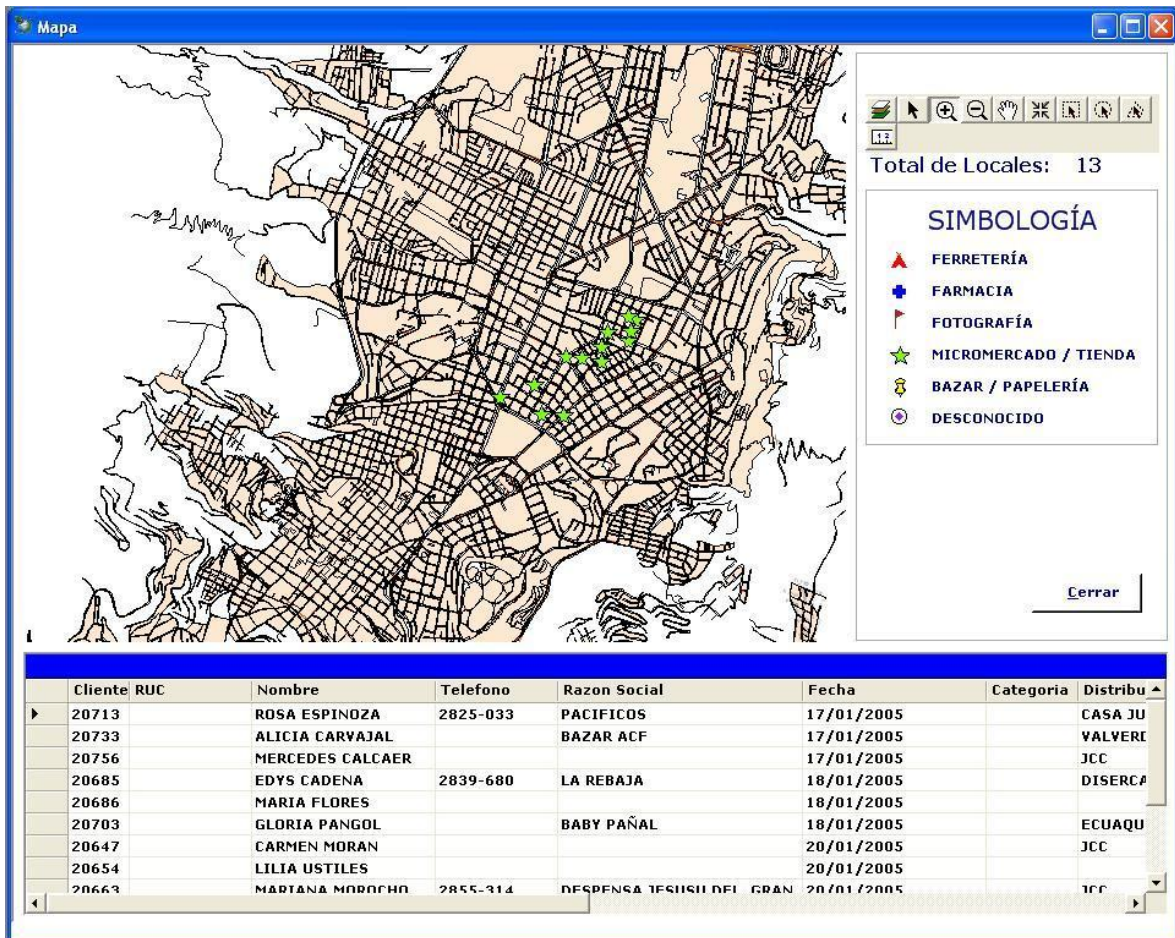 Mapa
Total de Locales: 13
SIMBOLOGÍA
FERRETERÍA
FARMACIA
FOTOGRAFÍA
MICROMERCADO / TIENDA
BAZAR / PAPELERÍA
DESCONOCIDO
Cerrar
Cliente RUC Nombre Telefono Razon Social Fecha Categoria Distribu
20713 ROSA ESPINOZA 2825-033 PACIFICOS 17/01/2005 CASA JU
20733 ALICIA CARVAJAL BAZAR ACF 17/01/2005 VALVERD
20756 MERCEDES CALCAER 17/01/2005 JCC
20685 EDYS CADENA 2839-680 LA REBAJA 18/01/2005 DISERCA
20686 MARIA FLORES 18/01/2005
20703 GLORIA PANGOL BABY PAÑAL 18/01/2005 ECUAQU
20647 CARMEN MORAN 20/01/2005 JCC
20654 LILIA USTILES 20/01/2005
20663 MARIANA MOROCHO 2855-314 DESPENSA JESUSU DEL GRAN 20/01/2005 JCC